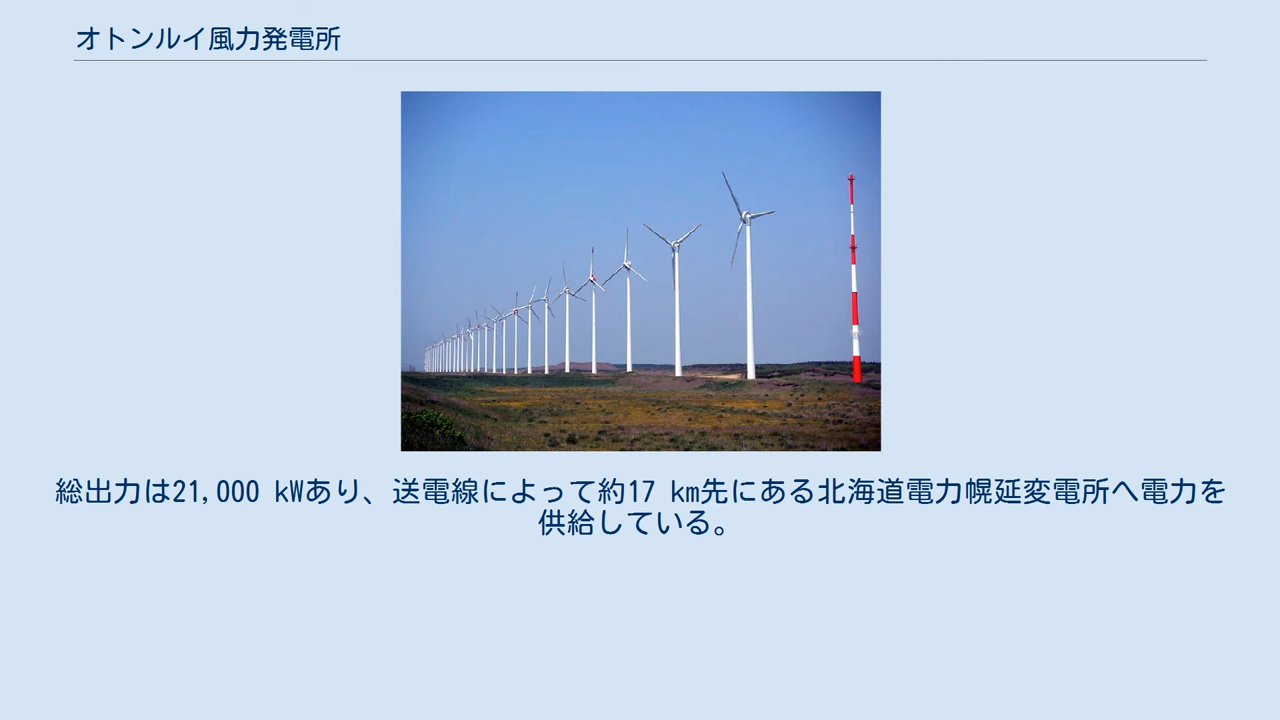 オトンルイ風力発電所
総出力は21,000 kWあり、送電線によって約17 km先にある北海道電力幌延変電所へ電力を
供給している。